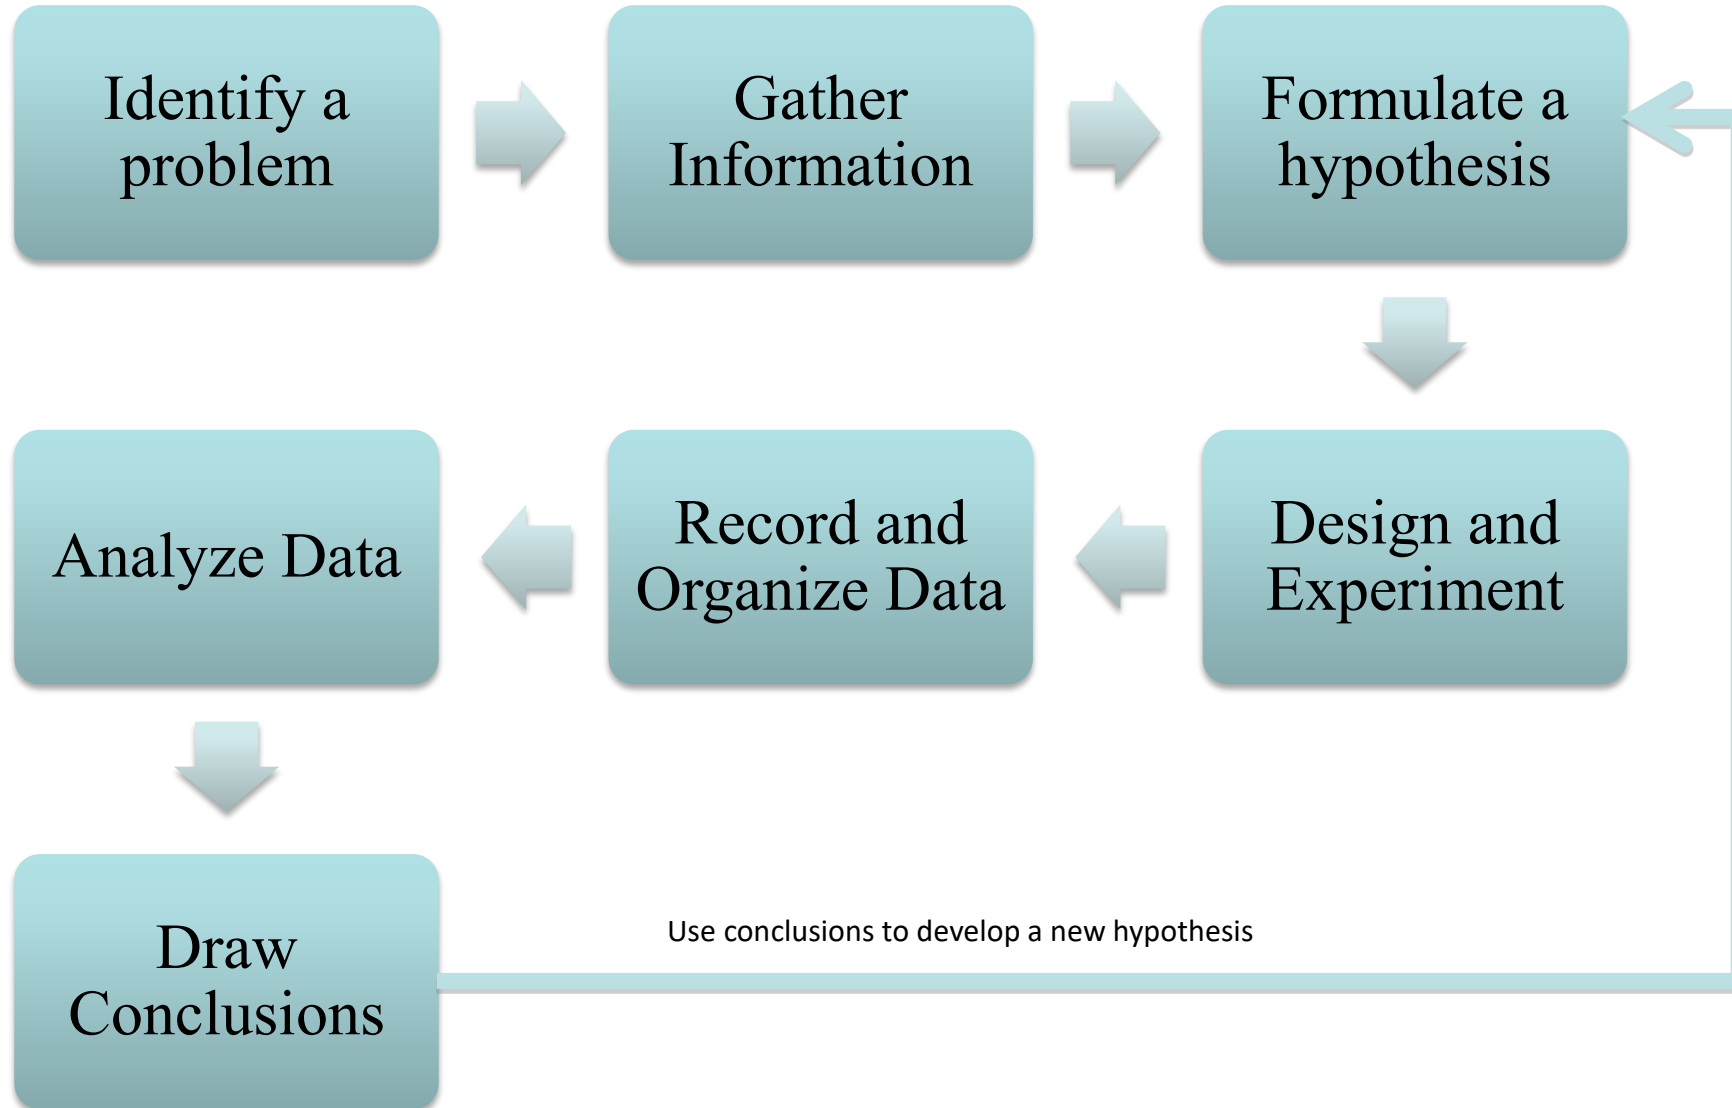 Identify a
problem
Gather
Information
Formulate a
hypothesis
Design and
Experiment
Record and
Organize Data
Analyze Data
Draw
Conclusions
Use conclusions to develop a new hypothesis